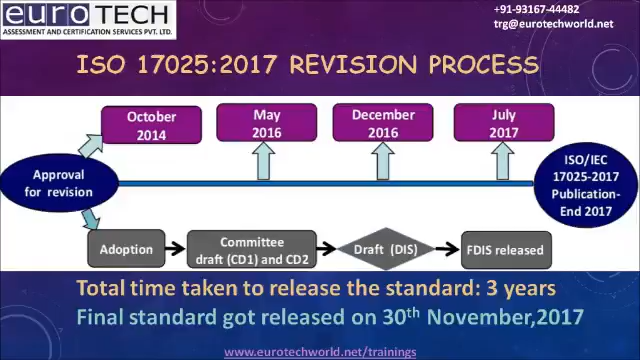 euroTECH
ASSESSMENT AND CERTIFICATION SERVICES PVT. LTD.
+91-93167-44482
trg@eurotechworld.net
ISO 17025:2017 REVISION PROCESS
October
2014
May
2016
December
2016
July
2017
Approval
for revision
ISO/IEC
17025-2017
Publication-
End 2017
Adoption
Committee
draft (CD1) and CD2
Draft (DIS)
FDIS released
Total time taken to release the standard: 3 years
Final standard got released on 30th November,2017
www.eurotechworld.net/trainings